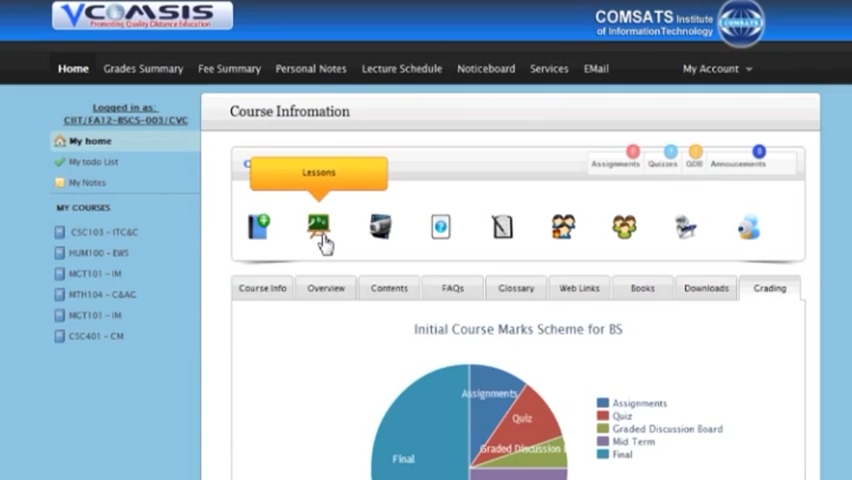 VCOMSIS
Promoting Quality Distance Education
COMSATS Institute
of InformationTechnology
COMSATS
Home Grades Summary Fee Summary Personal Notes Lecture Schedule Noticeboard Services EMail My Account
Logged in as:
CIIT/FA12-BSCS-003/CVC
My home
My todo List
My Notes
MY COURSES
CSC103 - ITC&C
HUM100 - EWS
MCT101 - IM
MTH104 - C&AC
MCT101 - IM
CSC401 - CM
Course Infromation
Assignments Quizzes GDB Annoucements
Lessons
Course Info Overview Contents FAQs Glossary Web Links Books Downloads Grading
Initial Course Marks Scheme for BS
Assignments
Quiz
Graded Discussion
Final
Assignments
Quiz
Graded Discussion Board
Mid Term
Final